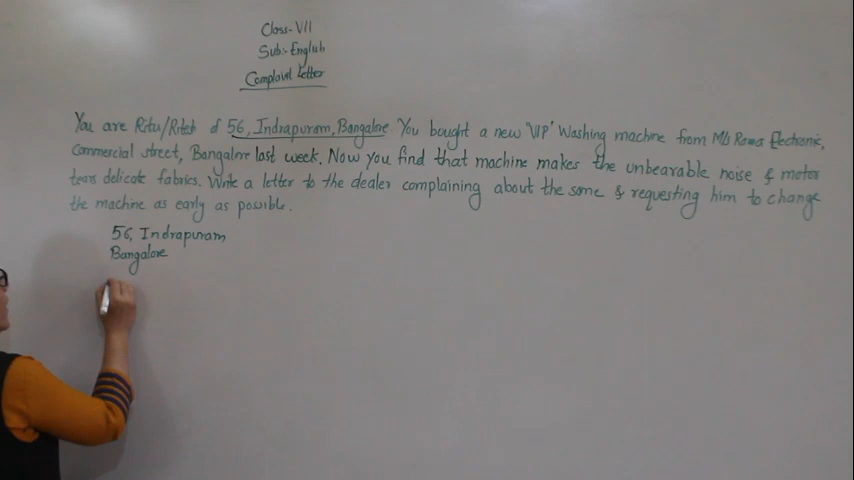 Class-VII
Sub:-English
Complaint Letter
You are Ritu/Ritesh of 56, Indrapuram, Bangalore You bought a new 'VIP' Washing machine from M/s Rama Electronic,
Commercial street, Bangalore last week. Now you find that machine makes the unbearable noise & motor
tears delicate fabrics. Write a letter to the dealer complaining about the same & requesting him to change
the machine as early as possible.
56, Indrapuram
Bangalore